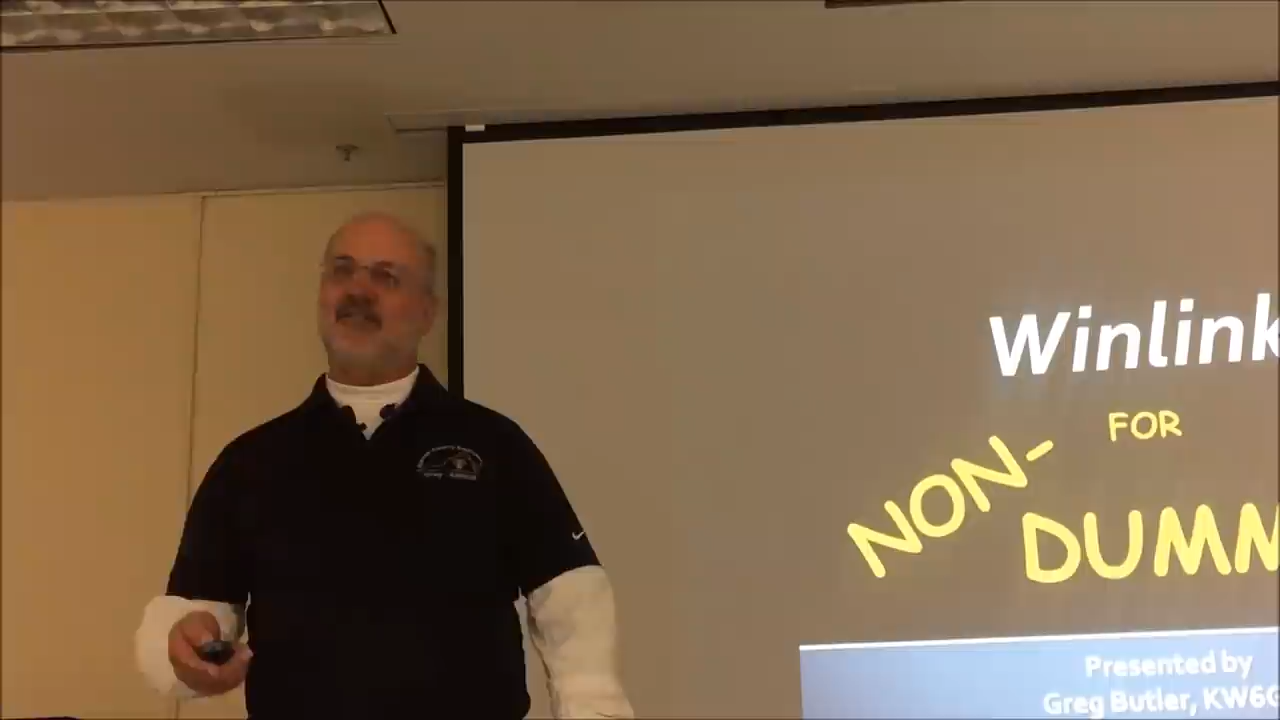 Winlink
FOR
NON-
DUMM
Presented by
Greg Butler, KW6G